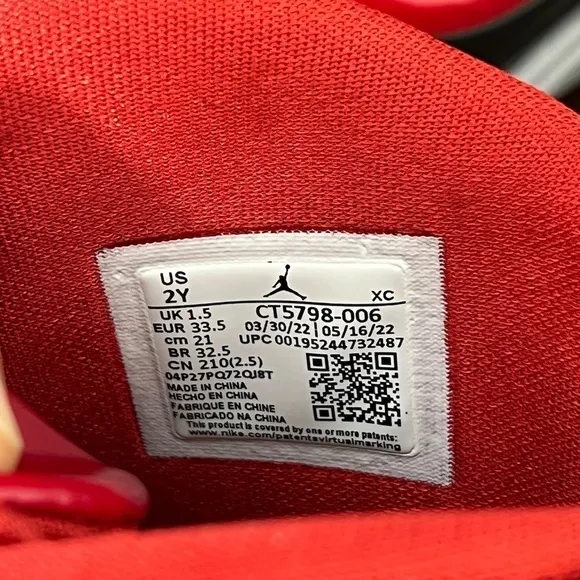 US
2Y
XC
UK 1.5
CT5798-006
EUR 33.5
03/30/22 | 05/16/22
cm 21
UPC 00195244732487
BR 32.5
CN 210(2.5)
04P27PQ72QJ8T
MADE IN CHINA
HECHO EN CHINA
FABRIQUE EN CHINE
FABRICADO NA CHINA
This product is covered by one or more patents:
www.nike.com/patentsvirtualmarking